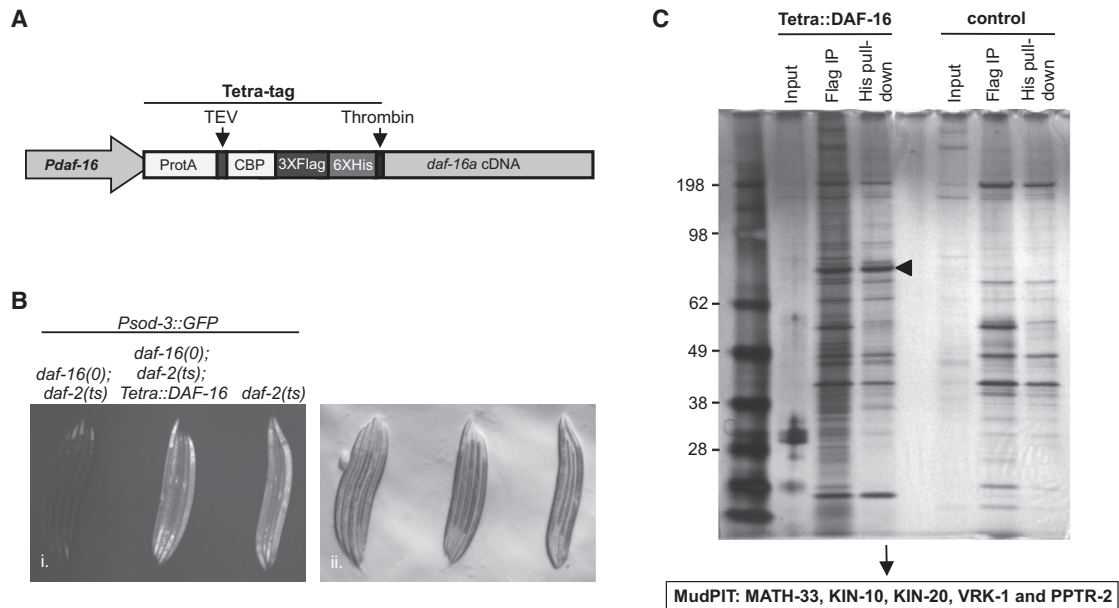 A
Tetra-tag
TEV Thrombin
Pdaf-16 ProtA CBP 3XFlag 6XHis daf-16a cDNA
B
Psod-3::GFP
daf-16(0);
daf-2(ts)
daf-16(0);
daf-2(ts);
Tetra::DAF-16
daf-2(ts)
i.
ii.
C
Tetra::DAF-16 control
Input
Flag IP
His pull-
down
Input
Flag IP
His pull-
down
198
98
62
49
38
28
MudPIT: MATH-33, KIN-10, KIN-20, VRK-1 and PPTR-2